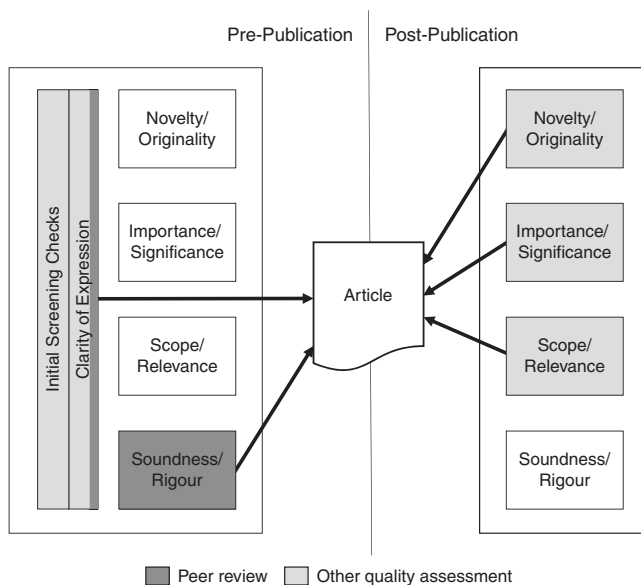 Pre-Publication
Post-Publication
Initial Screening Checks
Clarity of Expression
Novelty/
Originality
Importance/
Significance
Scope/
Relevance
Soundness/
Rigour
Article
Novelty/
Originality
Importance/
Significance
Scope/
Relevance
Soundness/
Rigour
Peer review
Other quality assessment